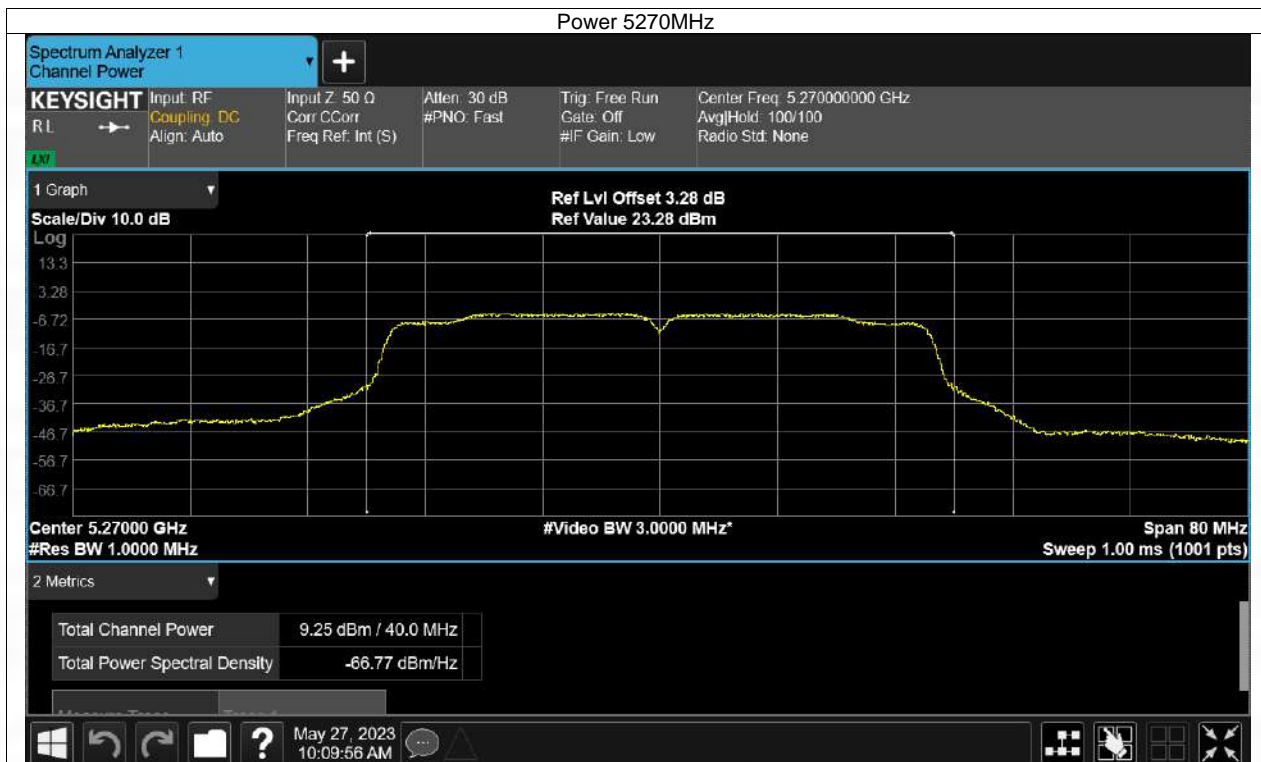 Power 5270MHz
Spectrum Analyzer 1
Channel Power
KEYSIGHT
RL
LXI
Input: RF
Coupling: DC
Align: Auto
Input Z: 50 Ω
Corr CCorr
Freq Ref: Int (S)
Atten: 30 dB
#PNO: Fast
Trig: Free Run
Gate: Off
#IF Gain: Low
Center Freq: 5.270000000 GHz
Avg|Hold: 100/100
Radio Std: None
1 Graph
Scale/Div 10.0 dB
Ref Lvl Offset 3.28 dB
Ref Value 23.28 dBm
Log
13.3
3.28
-6.72
-16.7
-26.7
-36.7
-46.7
-56.7
-66.7
Center 5.27000 GHz
#Video BW 3.0000 MHz*
Span 80 MHz
#Res BW 1.0000 MHz
Sweep 1.00 ms (1001 pts)
2 Metrics
Total Channel Power 9.25 dBm / 40.0 MHz
Total Power Spectral Density -66.77 dBm/Hz
May 27, 2023
10:09:56 AM